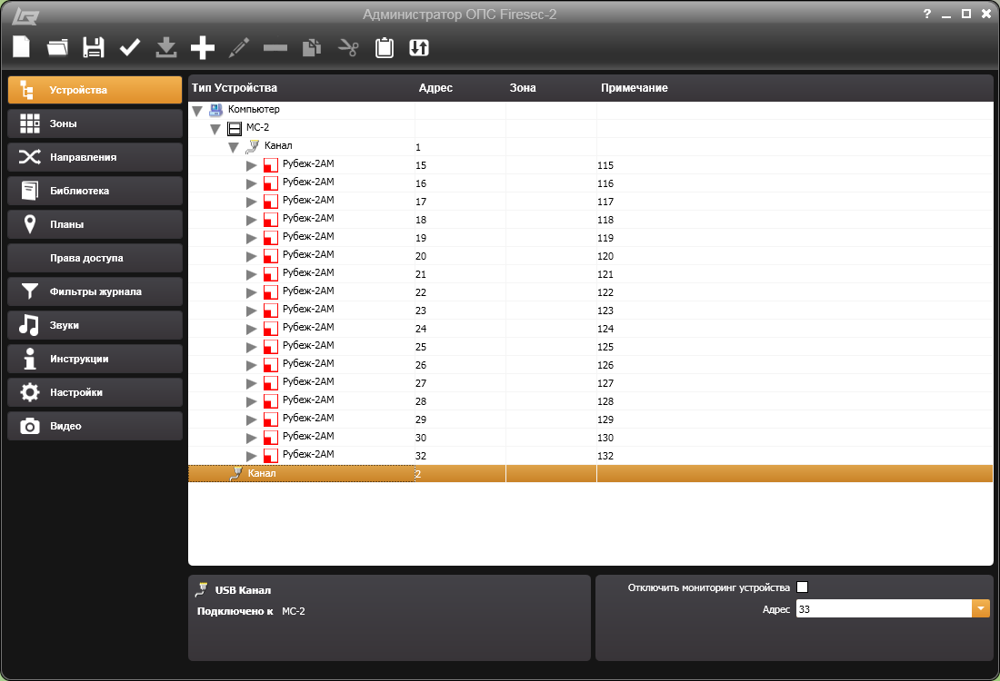 Администратор ОПС Firesec-2
?
Устройства
Зоны
Направления
Библиотека
Планы
Права доступа
Фильтры журнала
Звуки
Инструкции
Настройки
Видео
Тип Устройства Адрес Зона Примечание
Компьютер
МС-2
Канал 1
Рубеж-2АМ 15 115
Рубеж-2АМ 16 116
Рубеж-2АМ 17 117
Рубеж-2АМ 18 118
Рубеж-2АМ 19 119
Рубеж-2АМ 20 120
Рубеж-2АМ 21 121
Рубеж-2АМ 22 122
Рубеж-2АМ 23 123
Рубеж-2АМ 24 124
Рубеж-2АМ 25 125
Рубеж-2АМ 26 126
Рубеж-2АМ 27 127
Рубеж-2АМ 28 128
Рубеж-2АМ 29 129
Рубеж-2АМ 30 130
Рубеж-2АМ 32 132
Канал 2
USB Канал
Подключено к МС-2
Отключить мониторинг устройства
Адрес 33